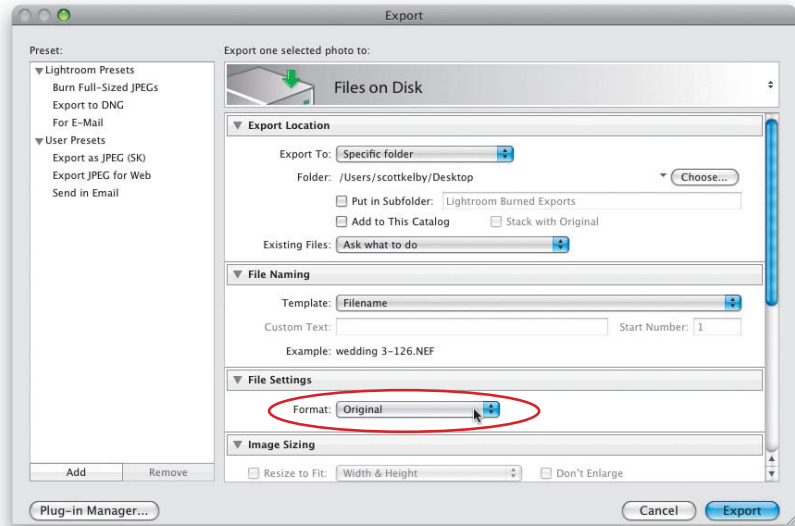 Export
Preset:
Export one selected photo to:
Lightroom Presets
Burn Full-Sized JPEGs
Export to DNG
For E-Mail
User Presets
Export as JPEG (SK)
Export JPEG for Web
Send in Email
Add
Remove
Files on Disk
Export Location
Export To: Specific folder
Folder: /Users/scottkelby/Desktop
Choose...
Put in Subfolder: Lightroom Burned Exports
Add to This Catalog
Stack with Original
Existing Files: Ask what to do
File Naming
Template: Filename
Custom Text:
Start Number: 1
Example: wedding 3-126.NEF
File Settings
Format: Original
Image Sizing
Resize to Fit: Width & Height
Don't Enlarge
Plug-in Manager...
Cancel
Export